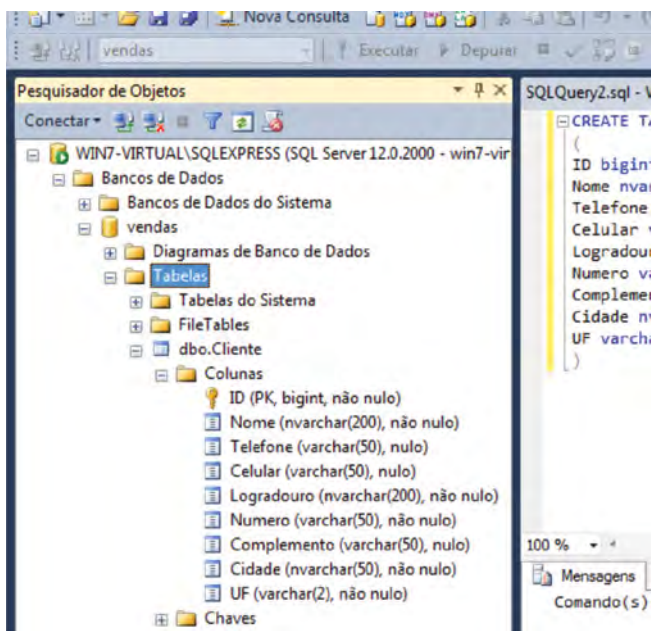 Nova Consulta
vendas
Executar
Depurar
Pesquisador de Objetos
Conectar
WIN7-VIRTUAL\SQLEXPRESS (SQL Server 12.0.2000 - win7-vir
Bancos de Dados
Bancos de Dados do Sistema
vendas
Diagramas de Banco de Dados
Tabelas
Tabelas do Sistema
FileTables
dbo.Cliente
Colunas
ID (PK, bigint, não nulo)
Nome (nvarchar(200), não nulo)
Telefone (varchar(50), nulo)
Celular (varchar(50), nulo)
Logradouro (nvarchar(200), não nulo)
Numero (varchar(50), não nulo)
Complemento (varchar(50), nulo)
Cidade (nvarchar(50), não nulo)
UF (varchar(2), não nulo)
Chaves
SQLQuery2.sql - W
CREATE TA
(
ID bigint
Nome nvar
Telefone
Celular v
Logradour
Numero va
Complemen
Cidade nv
UF varcha
)
100 %
Mensagens
Comando(s)